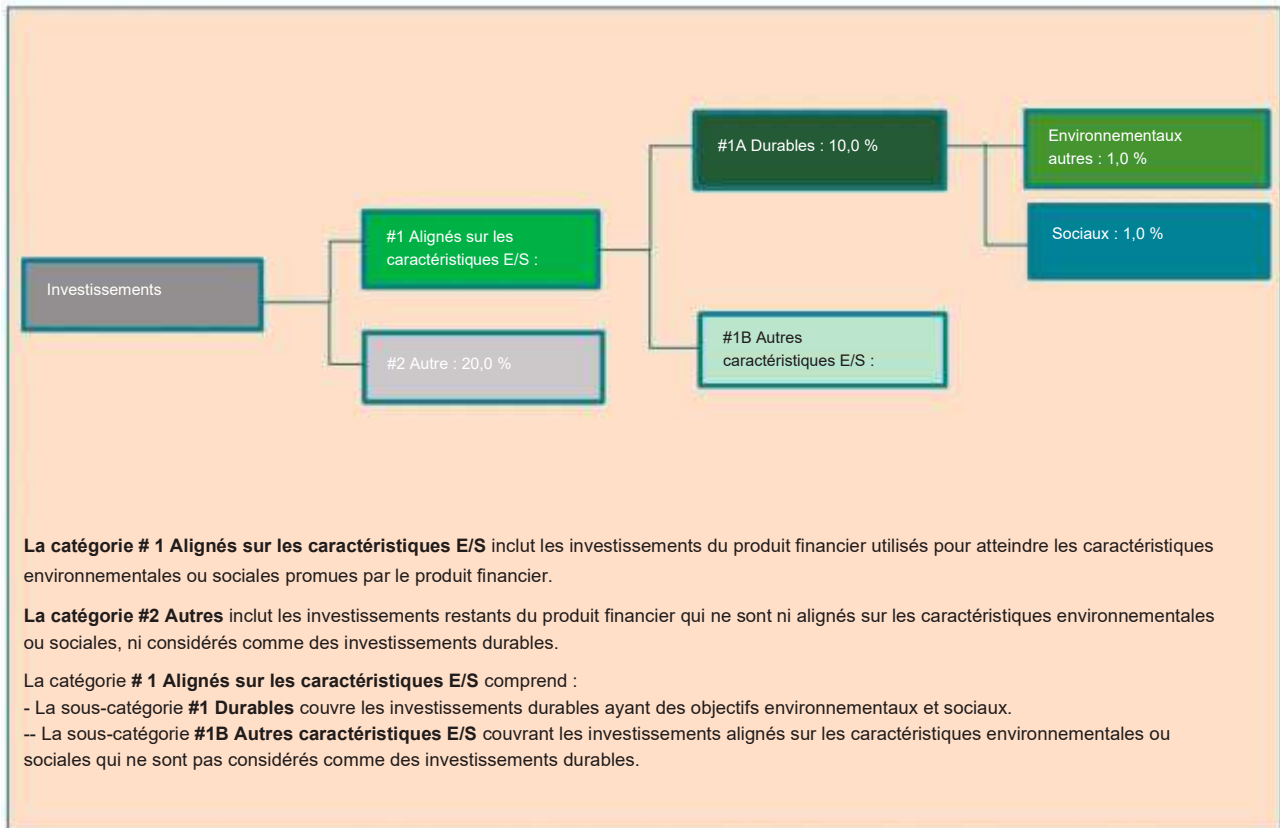 #1A Durables : 10,0 %
Environnementaux
autres : 1,0 %
Sociaux : 1,0 %
#1 Alignés sur les
caractéristiques E/S :
Investissements
#2 Autre : 20,0 %
#1B Autres
caractéristiques E/S :
La catégorie # 1 Alignés sur les caractéristiques E/S inclut les investissements du produit financier utilisés pour atteindre les caractéristiques
environnementales ou sociales promues par le produit financier.
La catégorie #2 Autres inclut les investissements restants du produit financier qui ne sont ni alignés sur les caractéristiques environnementales
ou sociales, ni considérés comme des investissements durables.
La catégorie # 1 Alignés sur les caractéristiques E/S comprend :
- La sous-catégorie #1 Durables couvre les investissements durables ayant des objectifs environnementaux et sociaux.
-- La sous-catégorie #1B Autres caractéristiques E/S couvrant les investissements alignés sur les caractéristiques environnementales ou
sociales qui ne sont pas considérés comme des investissements durables.